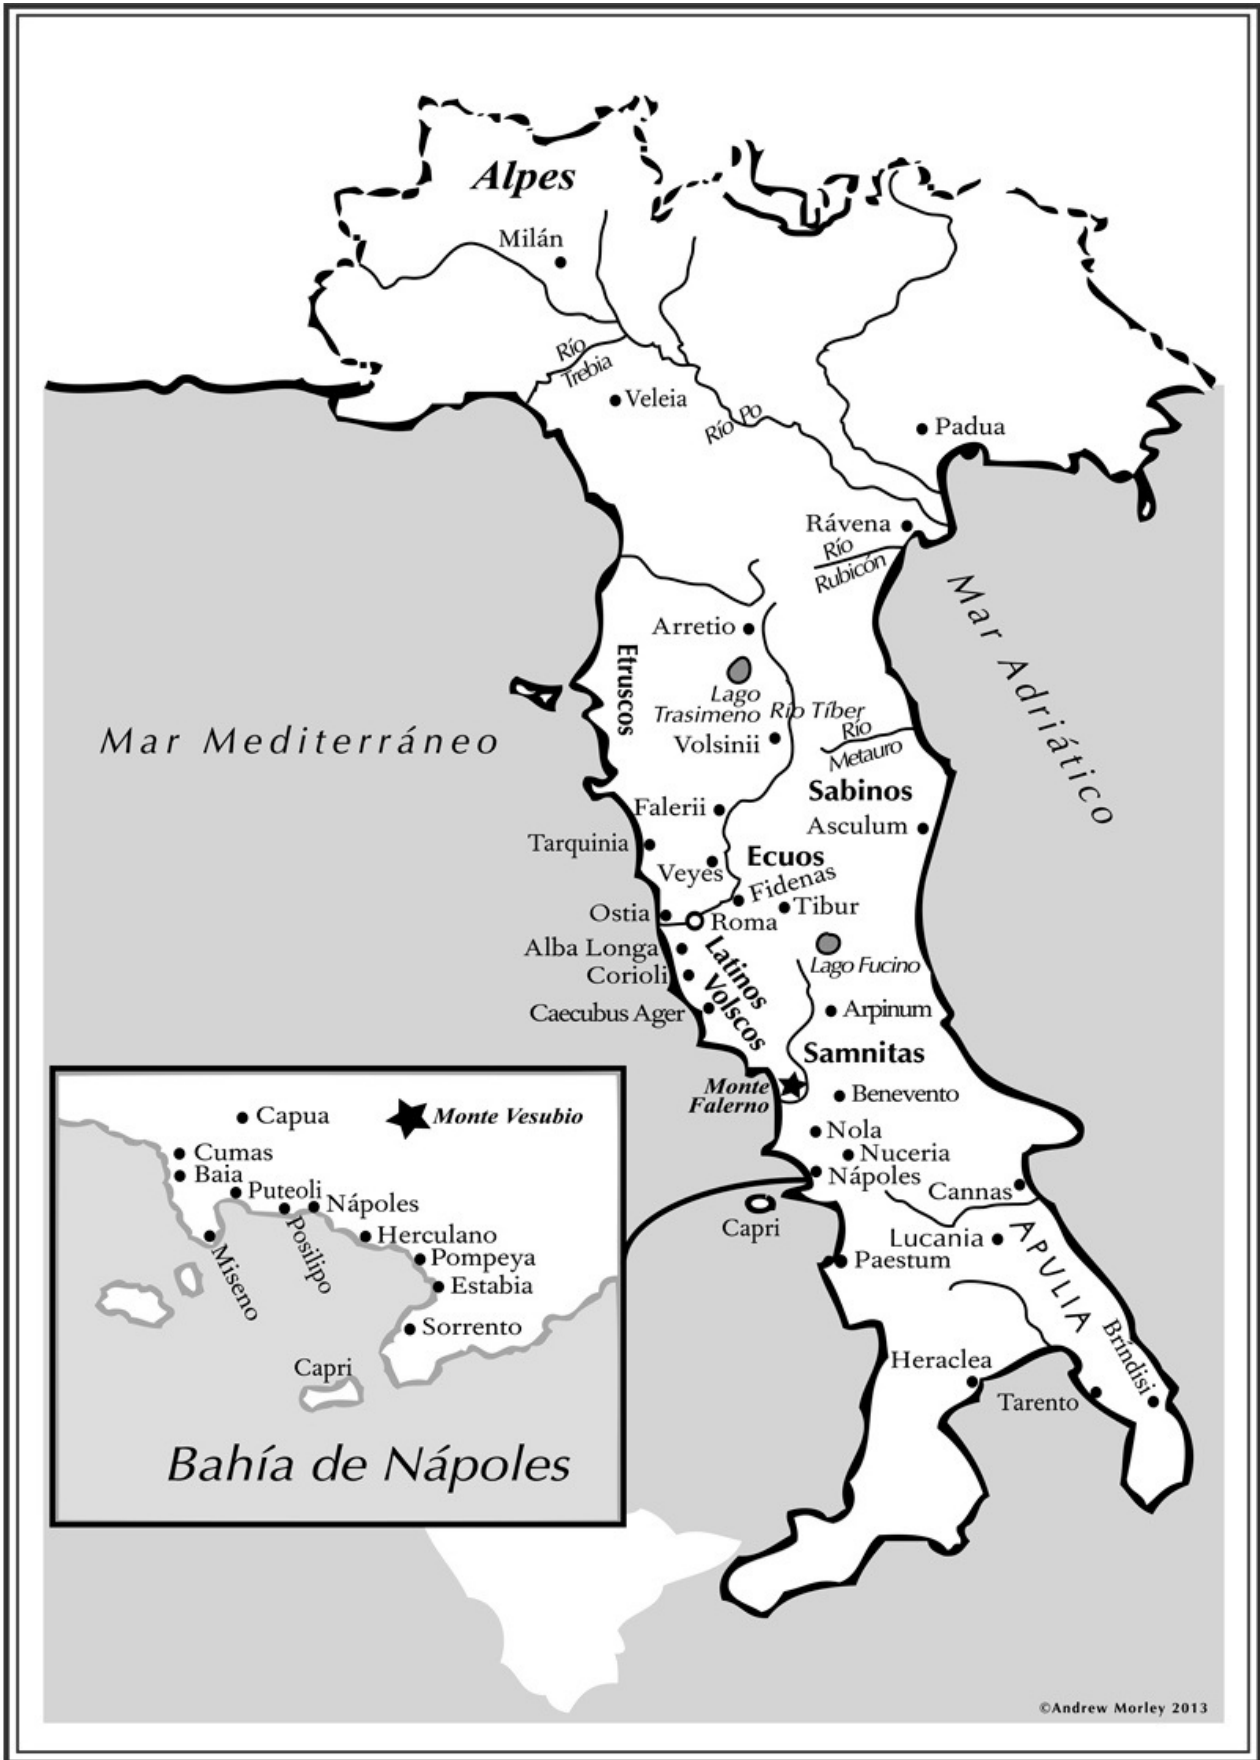 Alpes
Milán
Río
Trebia
Veleia
Río Po
Padua
Rávena
Río
Rubicón
Mar Adriático
Arretio
Etruscos
Lago
Trasimeno
Río Tíber
Mar Mediterráneo
Volsinii
Río
Metauro
Sabinos
Falerii
Asculum
Tarquinia
Ecuos
Veyes
Fidenas
Tibur
Ostia
Roma
Alba Longa
Latinos
Lago Fucino
Corioli
Volscos
Caecubus Ager
Arpinum
Samnitas
Monte
Falerno
Benevento
Nola
Nuceria
Nápoles
Cannas
Capri
Lucania
APULIA
Paestum
Heraclea
Brindisi
Tarento
Capua
Monte Vesubio
Cumas
Baia
Puteoli
Nápoles
Posilipo
Herculano
Miseno
Pompeya
Estabia
Sorrento
Capri
Bahía de Nápoles
©Andrew Morley 2013